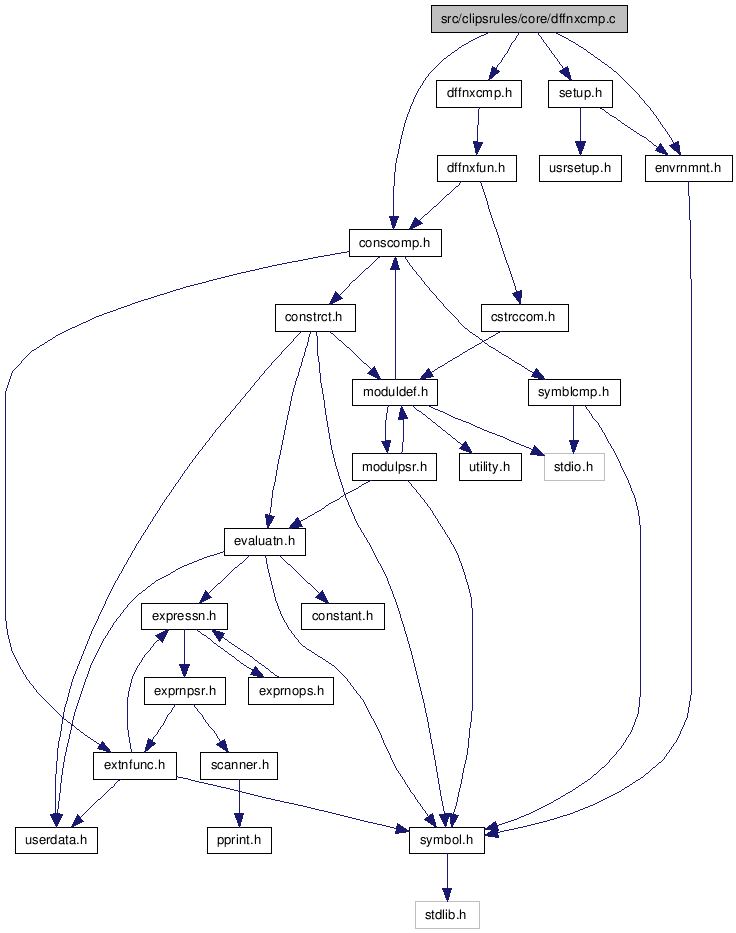 src/clipsrules/core/dffnxcmp.c
dffnxcmp.h
setup.h
dffnxfun.h
usrsetup.h
envrnmnt.h
conscomp.h
constrct.h
cstrccom.h
moduldef.h
symblcmp.h
modulpsr.h
utility.h
stdio.h
evaluatn.h
expressn.h
constant.h
exprnpsr.h
exprnops.h
extnfunc.h
scanner.h
userdata.h
pprint.h
symbol.h
stdlib.h